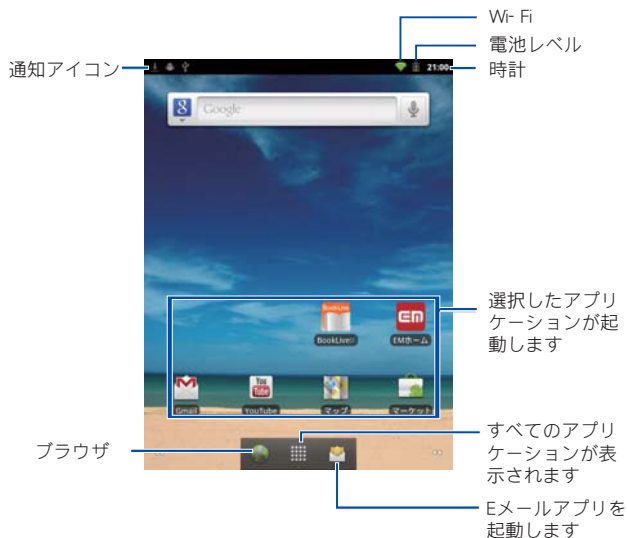 Wi- Fi
電池レベル
通知アイコン
21:00
時計
8
Google
選択したアプリ
ケーションが起
動します
BookLive
EM
BookLive!
EMホーム
You
Tube
Gmail
YouTube
マップ
マーケット
すべてのアプリ
ケーションが表
示されます
ブラウザ
Eメールアプリを
起動します